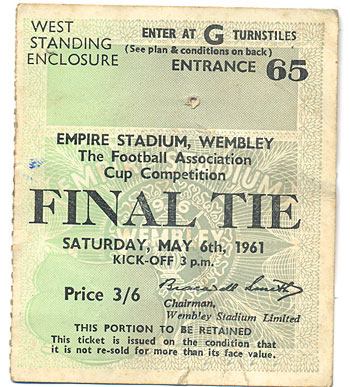 WEST
STANDING
ENCLOSURE
ENTER AT G TURNSTILES
(See plan & conditions on back)
ENTRANCE 65
EMPIRE STADIUM, WEMBLEY
The Football Association
Cup Competition
FINAL TIE
SATURDAY, MAY 6th, 1961
KICK-OFF 3 p.m.
Price 3/6
Chairman,
Wembley Stadium Limited
THIS PORTION TO BE RETAINED
This ticket is issued on the condition that
it is not re-sold for more than its face value.